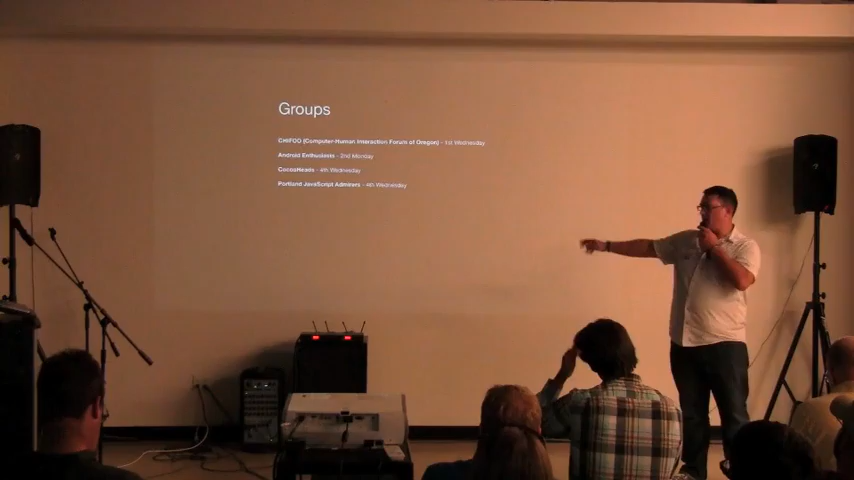 Groups
CHIFOO (Computer-Human Interaction Forum of Oregon) - 1st Wednesday
Android Enthusiasts - 2nd Monday
CocoaHeads - 4th Wednesday
Portland JavaScript Admirers - 4th Wednesday